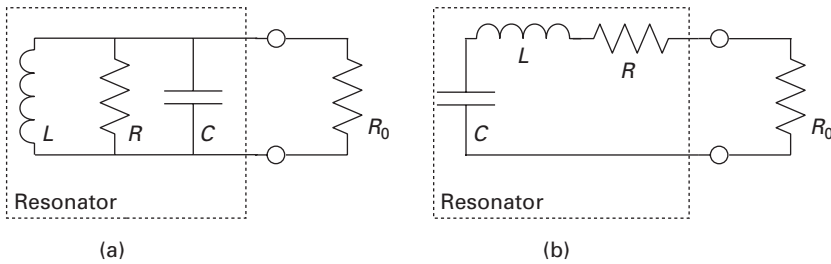 L R C R0
Resonator
(a)
L R
C R0
Resonator
(b)